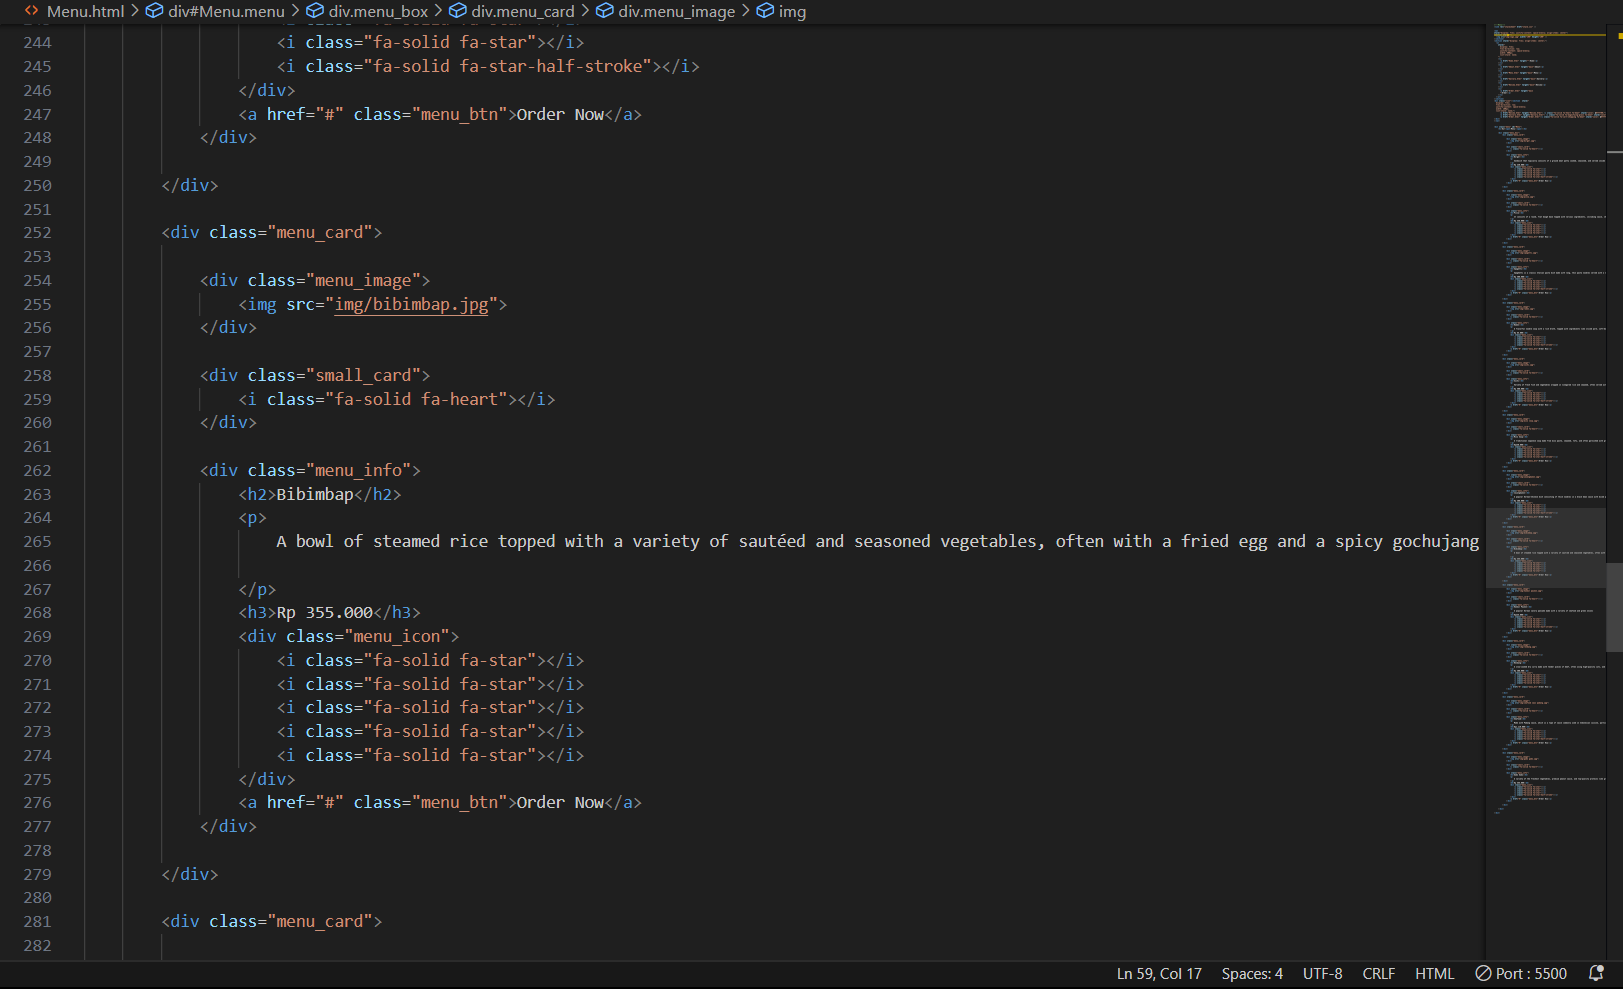 Menu.html > div#Menu.menu > div.menu_box > div.menu_card > div.menu_image > img
244 <i class="fa-solid fa-star"></i>
245 <i class="fa-solid fa-star-half-stroke"></i>
246 </div>
247 <a href="#" class="menu_btn">Order Now</a>
248 </div>
249
250 </div>
251
252 <div class="menu_card">
253
254 <div class="menu_image">
255 <img src="img/bibimbap.jpg">
256 </div>
257
258 <div class="small_card">
259 <i class="fa-solid fa-heart"></i>
260 </div>
261
262 <div class="menu_info">
263 <h2>Bibimbap</h2>
264 <p>
265 A bowl of steamed rice topped with a variety of sautéed and seasoned vegetables, often with a fried egg and a spicy gochujang
266
267 </p>
268 <h3>Rp 355.000</h3>
269 <div class="menu_icon">
270 <i class="fa-solid fa-star"></i>
271 <i class="fa-solid fa-star"></i>
272 <i class="fa-solid fa-star"></i>
273 <i class="fa-solid fa-star"></i>
274 <i class="fa-solid fa-star"></i>
275 </div>
276 <a href="#" class="menu_btn">Order Now</a>
277 </div>
278
279 </div>
280
281 <div class="menu_card">
282
Ln 59, Col 17 Spaces: 4 UTF-8 CRLF HTML Port : 5500